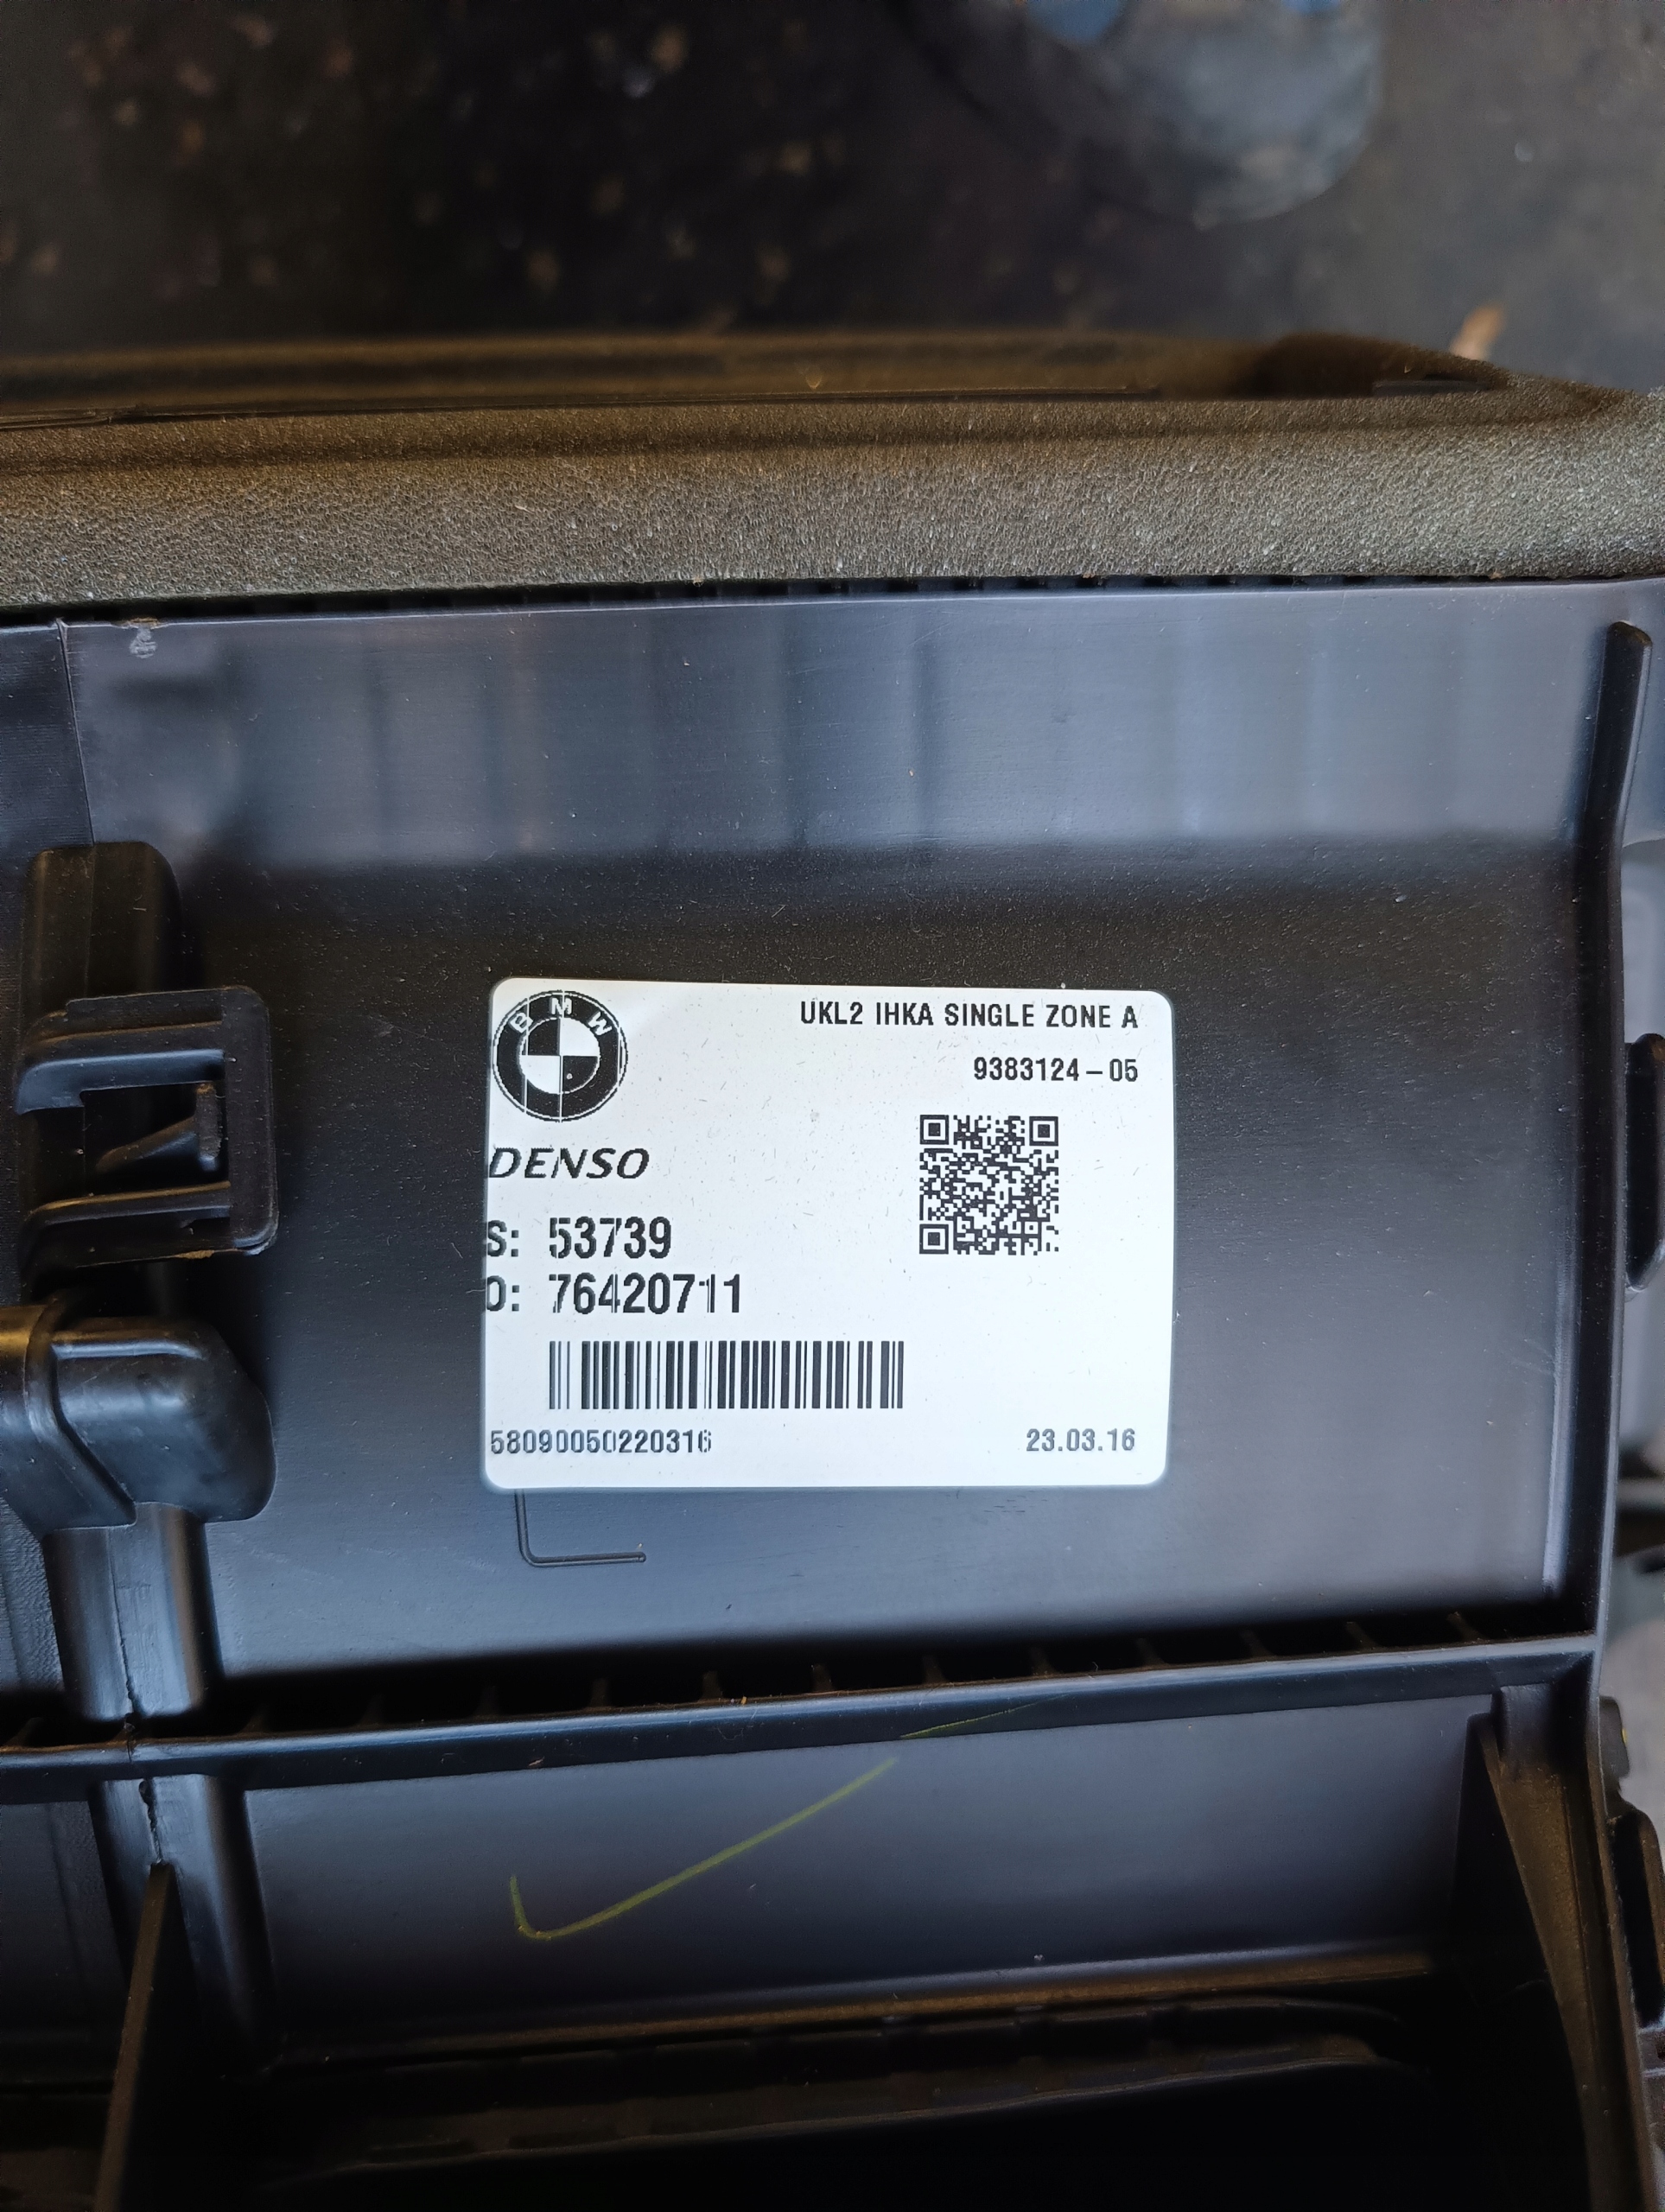 BMW
UKL2 IHKA SINGLE ZONE A
9383124-05
DENSO
S: 53739
O: 76420711
58090050220316
23.03.16